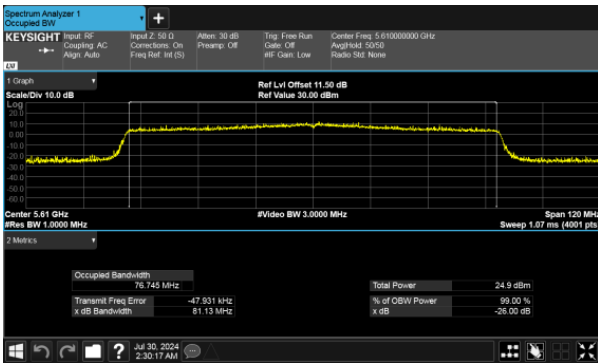 Spectrum Analyzer 1
Occupied BW
+
KEYSIGHT Input: RF Input Z: 50 Ω Atten: 30 dB Trig: Free Run Center Freq: 5.610000000 GHz
Coupling: AC Corrections: On Preamp: Off Gate: Off Avg|Hold: 50/50
Align: Auto Freq Ref: Int (S) #IF Gain: Low Radio Std: None
LXI
1 Graph
Ref Lvl Offset 11.50 dB
Scale/Div 10.0 dB Ref Value 30.00 dBm
Log
20.0
10.0
0.00
-10.0
-20.0
-30.0
-40.0
-50.0
-60.0
Center 5.61 GHz #Video BW 3.0000 MHz Span 120 MHz
#Res BW 1.0000 MHz Sweep 1.07 ms (4001 pts)
2 Metrics
Occupied Bandwidth
76.745 MHz Total Power 24.9 dBm
Transmit Freq Error -47.931 kHz % of OBW Power 99.00 %
x dB Bandwidth 81.13 MHz x dB -26.00 dB
?
Jul 30, 2024
2:30:17 AM